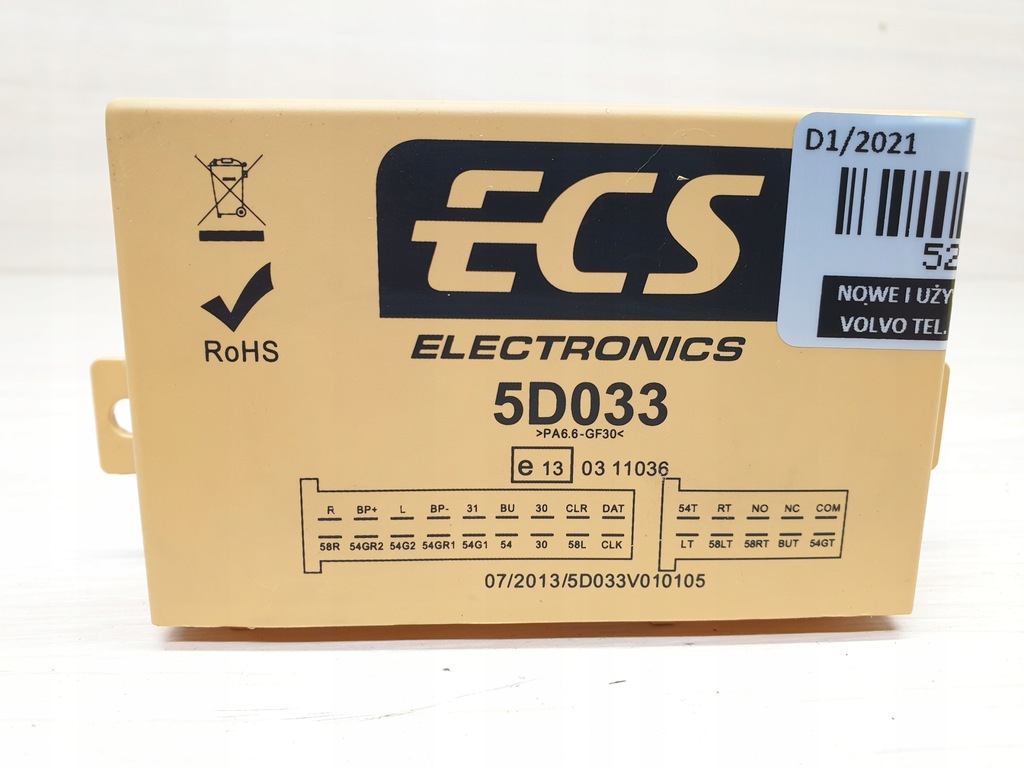 D1/2021
ECS
52
NOWE I UŻY
VOLVO TEL.
RoHS
ELECTRONICS
5D033
>PA6.6-GF30<
e 13 03 11036
R BP+ L BP- 31 BU 30 CLR DAT
58R 54GR2 54G2 54GR1 54G1 54 30 58L CLK
54T RT NO NC COM
LT 58LT 58RT BUT 54GT
07/2013/5D033V010105